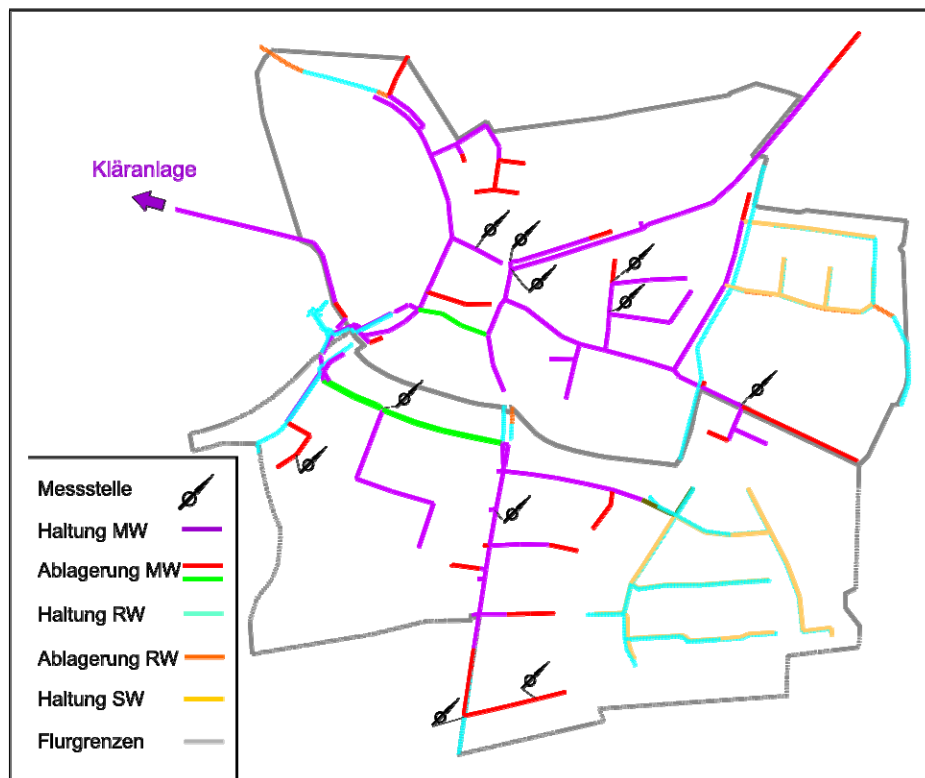 Kläranlage
Messstelle
Haltung MW
Ablagerung MW
Haltung RW
Ablagerung RW
Haltung SW
Flurgrenzen